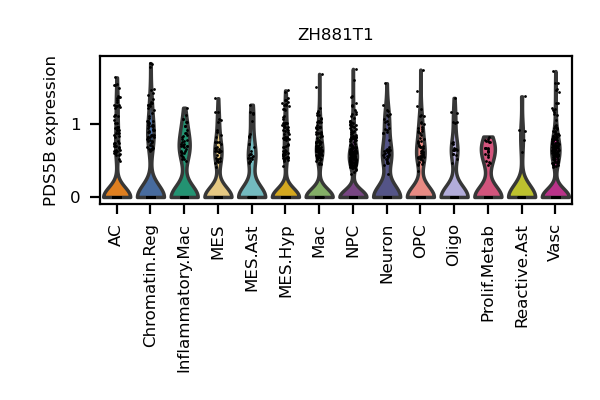 ZH881T1
PDS5B expression
1
0
AC
Chromatin.Reg
Inflammatory.Mac
MES
MES.Ast
MES.Hyp
Mac
NPC
Neuron
OPC
Oligo
Prolif.Metab
Reactive.Ast
Vasc